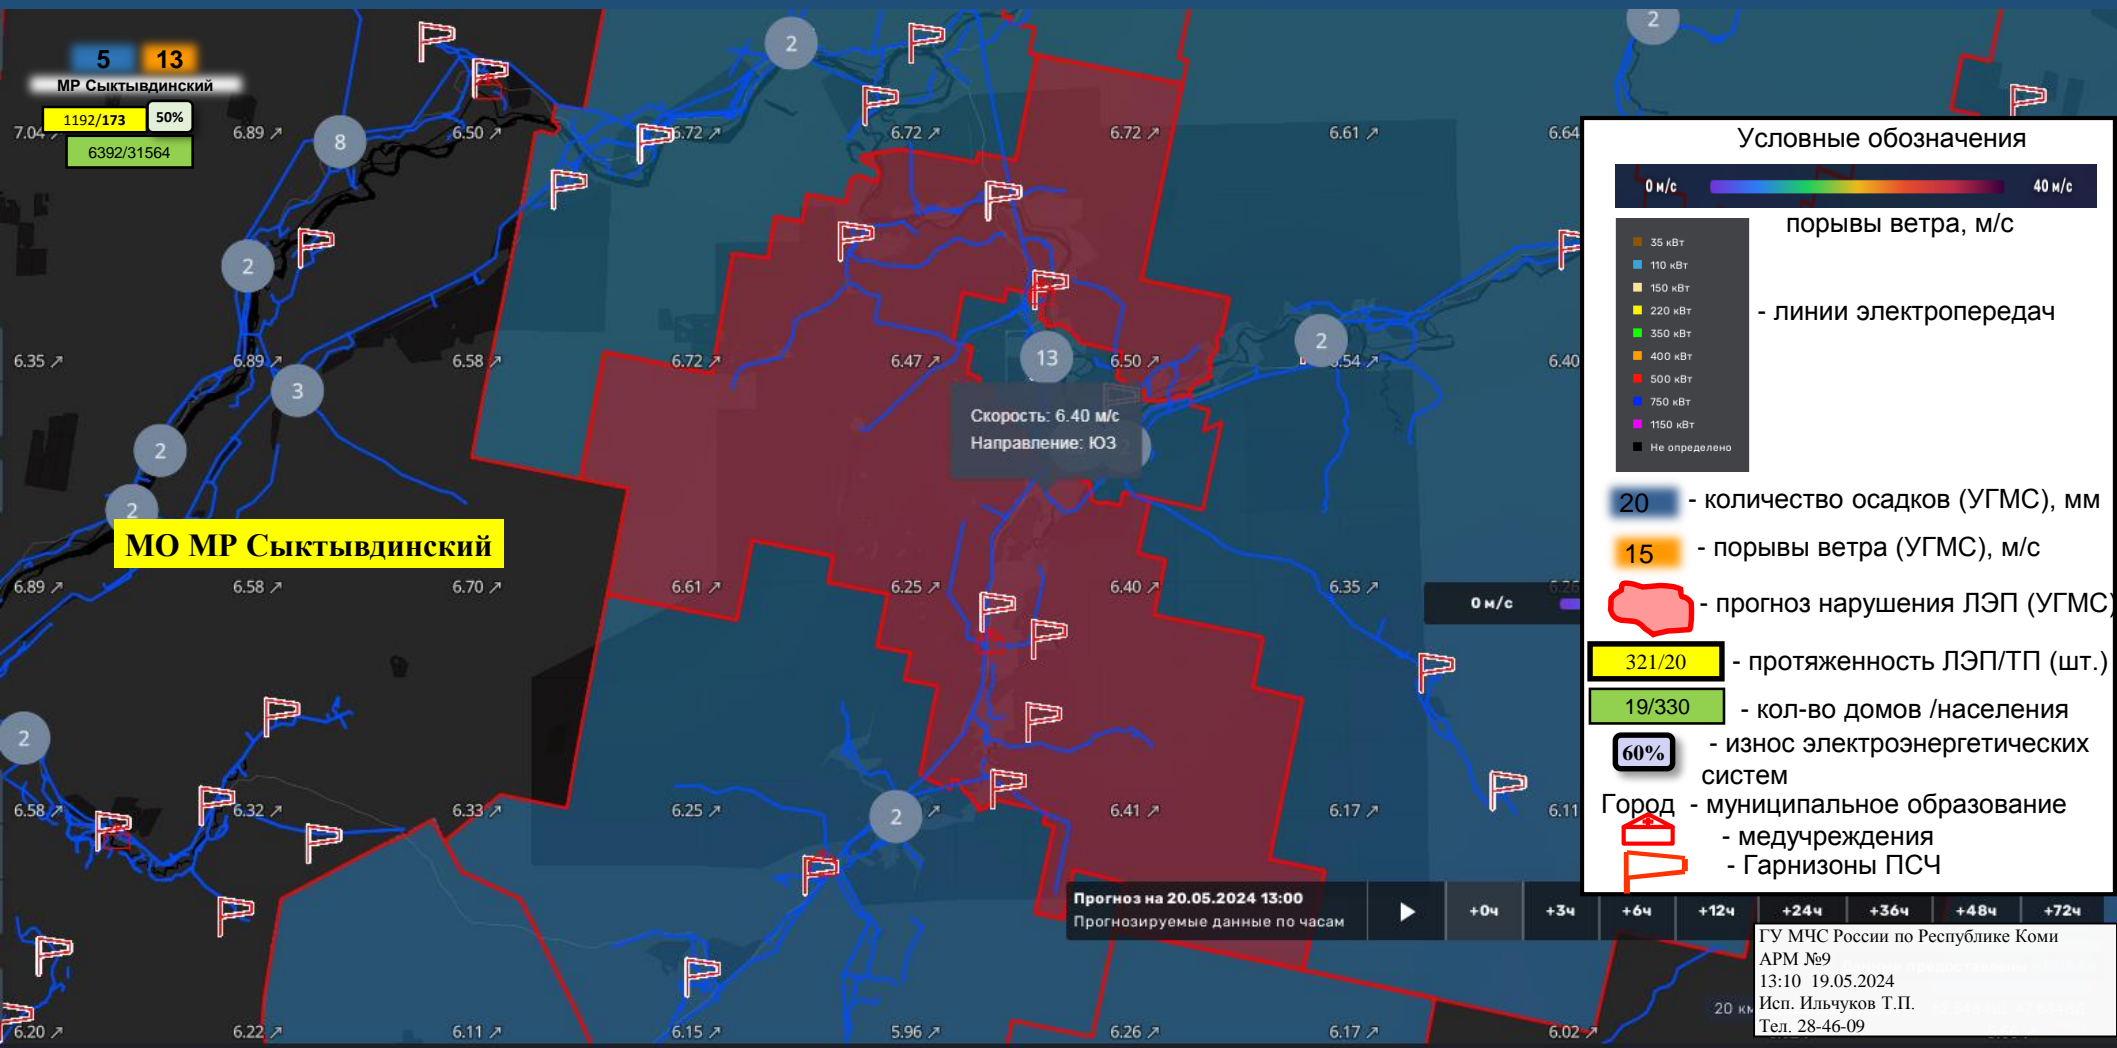 2
2
5 13
МР Сыктывдинский
1192/173 50%
6392/31564
7.04 6.89 8 6.50 6.72 6.72 6.72 6.61 6.64
2
6.35 6.89 6.58 6.72 6.47 13 6.50 2 6.54 6.40
3
Скорость: 6.40 м/с
Направление: ЮЗ
2
2
2
МО МР Сыктывдинский
6.89 6.58 6.70 6.61 6.25 6.40 6.35 6.26
0 м/с
2
6.58 6.32 6.33 6.25 2 6.41 6.17 6.11
Прогноз на 20.05.2024 13:00
Прогнозируемые данные по часам
+0ч +3ч +6ч +12ч +24ч +36ч +48ч +72ч
6.20 6.22 6.11 6.15 5.96 6.26 6.17 6.02
20 км
Условные обозначения
0 м/с 40 м/с
порывы ветра, м/с
35 кВт
110 кВт
150 кВт
220 кВт
350 кВт
400 кВт
500 кВт
750 кВт
1150 кВт
Не определено
- линии электропередач
20 - количество осадков (УГМС), мм
15 - порывы ветра (УГМС), м/с
- прогноз нарушения ЛЭП (УГМС)
321/20 - протяженность ЛЭП/ТП (шт.)
19/330 - кол-во домов /населения
60% - износ электроэнергетических
систем
Город - муниципальное образование
- медучреждения
- Гарнизоны ПСЧ
ГУ МЧС России по Республике Коми
АРМ №9
13:10 19.05.2024
Исп. Ильчуков Т.П.
Тел. 28-46-09